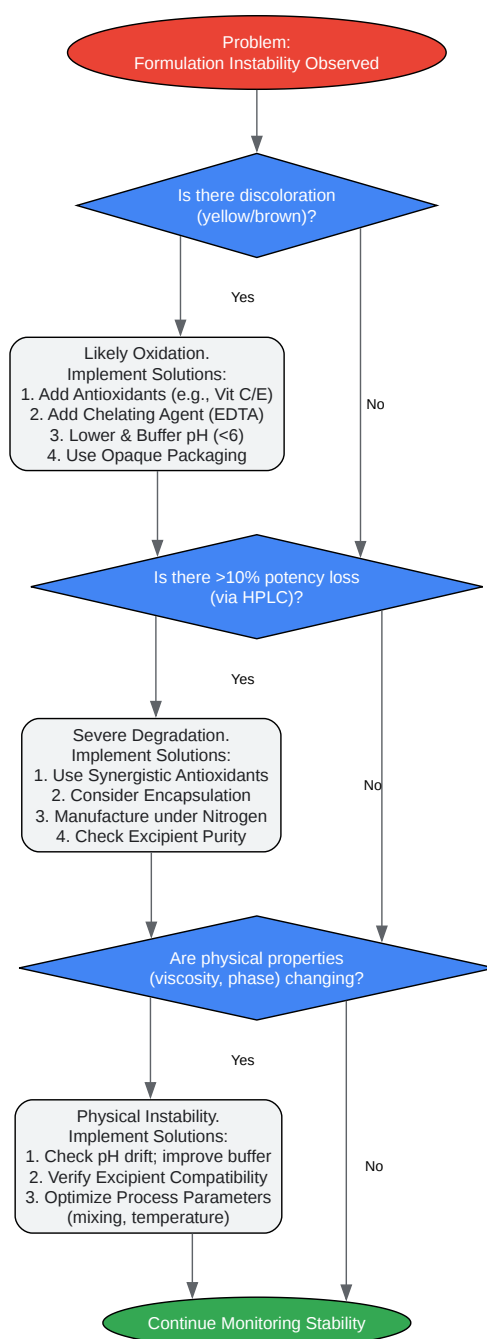 Problem:
Formulation Instability Observed
Is there discoloration
(yellow/brown)?
Yes
Likely Oxidation.
Implement Solutions:
1. Add Antioxidants (e.g., Vit C/E)
2. Add Chelating Agent (EDTA)
3. Lower & Buffer pH (<6)
4. Use Opaque Packaging
No
Is there >10% potency loss
(via HPLC)?
Yes
Severe Degradation.
Implement Solutions:
1. Use Synergistic Antioxidants
2. Consider Encapsulation
3. Manufacture under Nitrogen
4. Check Excipient Purity
No
Are physical properties
(viscosity, phase) changing?
Yes
Physical Instability.
Implement Solutions:
1. Check pH drift; improve buffer
2. Verify Excipient Compatibility
3. Optimize Process Parameters
(mixing, temperature)
No
Continue Monitoring Stability